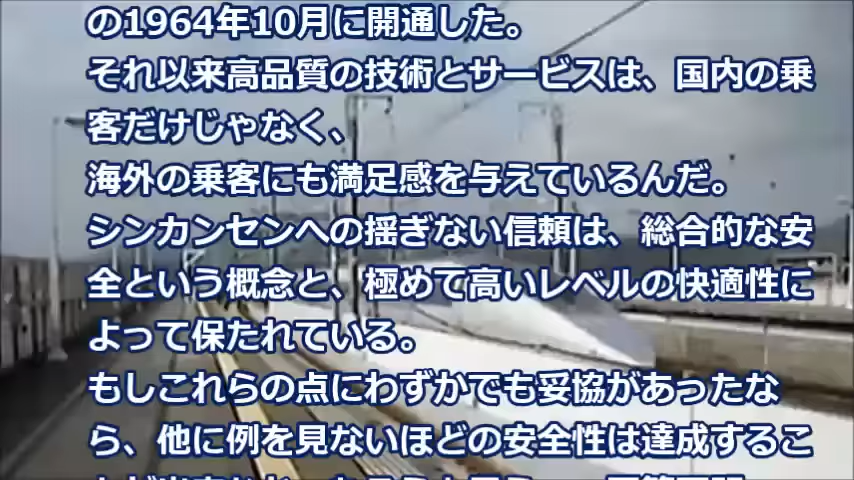 の1964年10月に開通した。
それ以来高品質の技術とサービスは、国内の乗
客だけじゃなく、
海外の乗客にも満足感を与えているんだ。
シンカンセンへの揺ぎない信頼は、総合的な安
全という概念と、極めて高いレベルの快適性に
よって保たれている。
もしこれらの点にわずかでも妥協があったな
ら、他に例を見ないほどの安全性は達成するこ